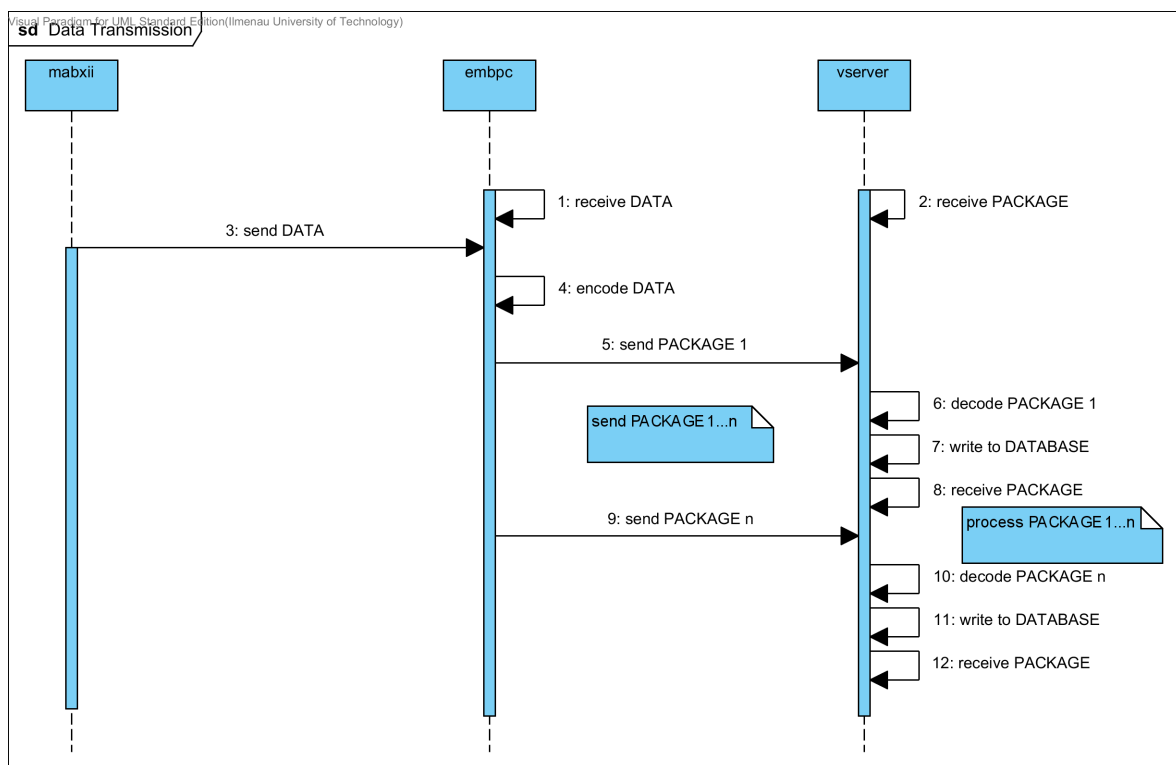 Visual Paradigm for UML Standard Edition(Ilmenau University of Technology)
sd Data Transmission
mabxii
embpc
vserver
1: receive DATA
2: receive PACKAGE
3: send DATA
4: encode DATA
5: send PACKAGE 1
6: decode PACKAGE 1
send PACKAGE 1...n
7: write to DATABASE
8: receive PACKAGE
9: send PACKAGE n
process PACKAGE 1...n
10: decode PACKAGE n
11: write to DATABASE
12: receive PACKAGE